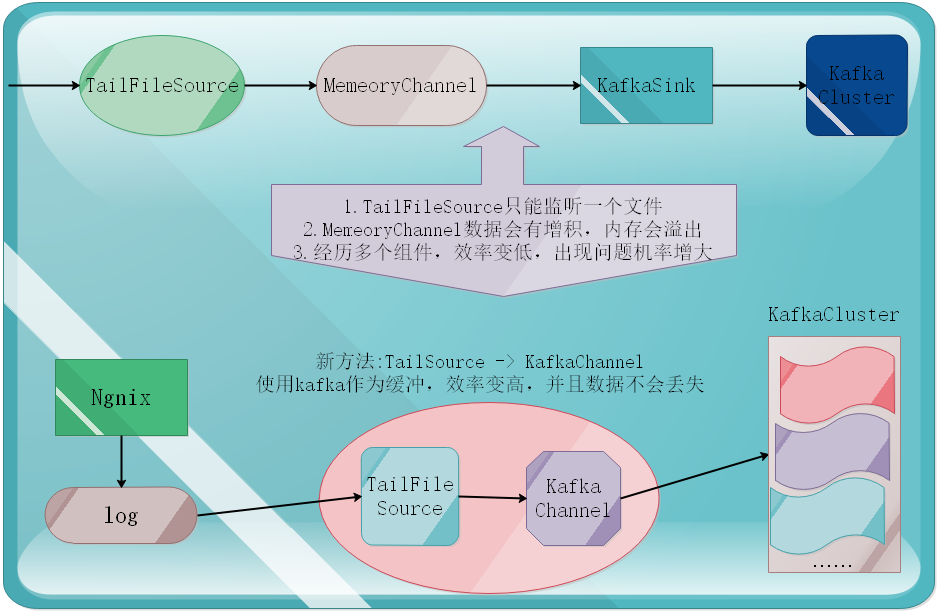 TailFileSource
MemeoryChannel
KafkaSink
Kafka
Cluster
1.TailFileSource只能监听一个文件
2.MemeoryChannel数据会有增积，内存会溢出
3.经历多个组件，效率变低，出现问题机率增大
KafkaCluster
新方法:TailSource -> KafkaChannel
使用kafka作为缓冲，效率变高，并且数据不会丢失
Ngnix
log
TailFile
Source
Kafka
Channel
......